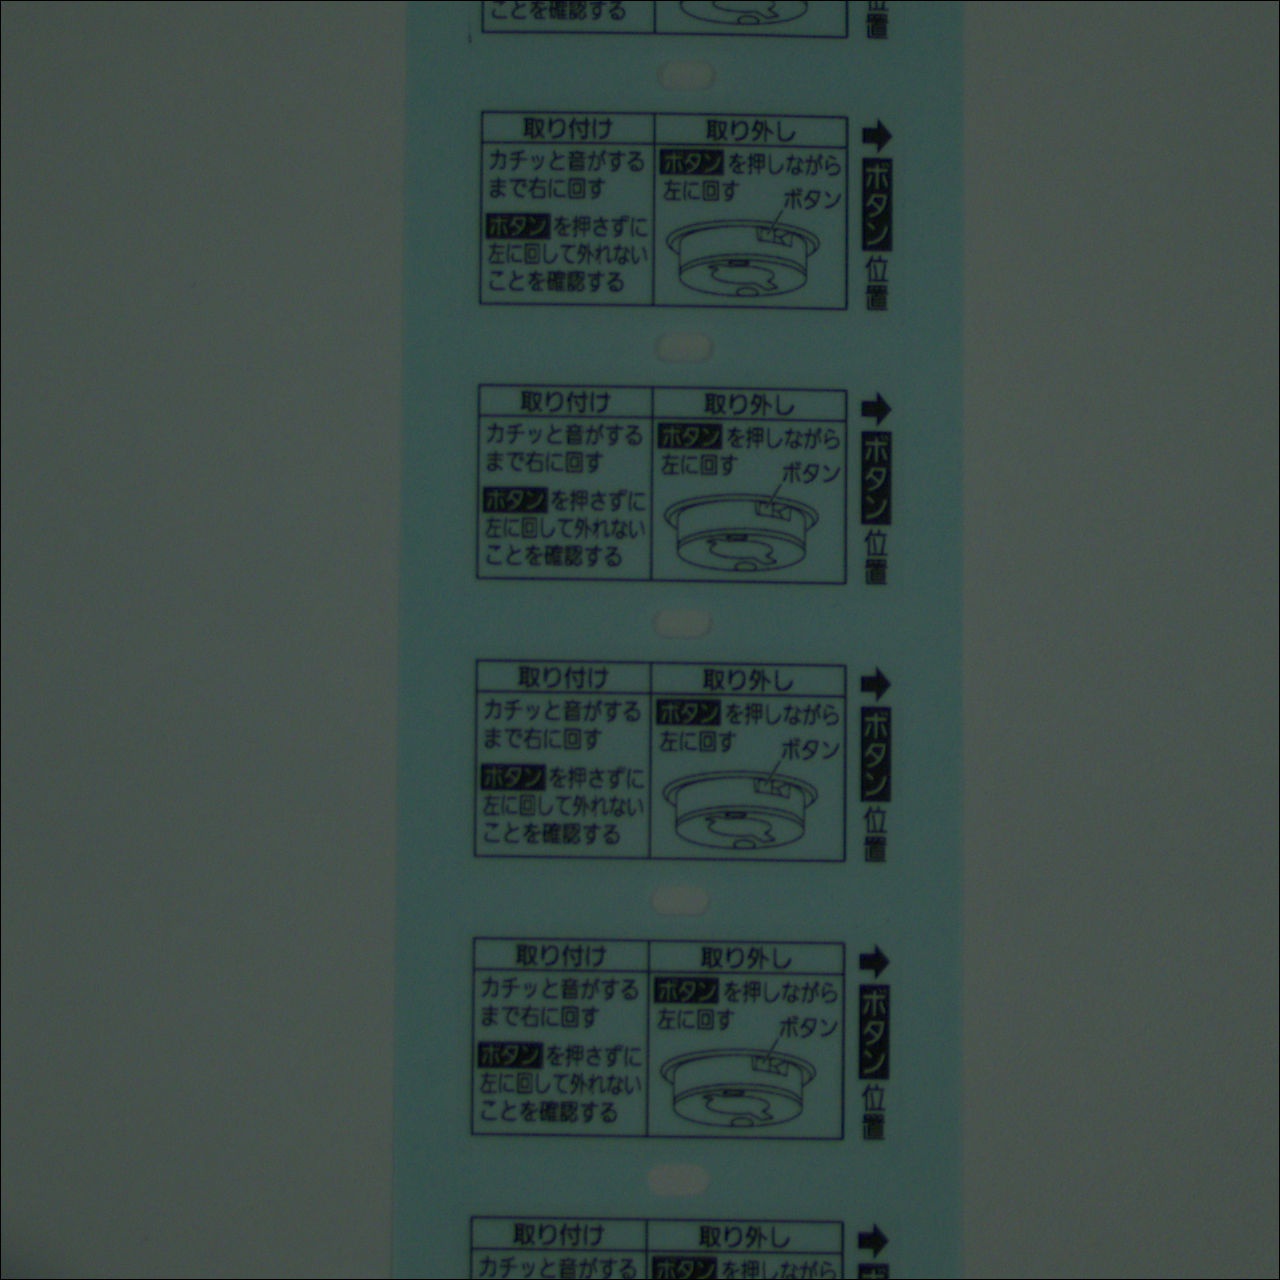 ことを確認する
位置
取り付け
カチッと音がする
まで右に回す
ボタンを押さずに
左に回して外れない
ことを確認する
取り外し
ボタンを押しながら
左に回す
ボタン
➡ボタン位置
取り付け
カチッと音がする
まで右に回す
ボタンを押さずに
左に回して外れない
ことを確認する
取り外し
ボタンを押しながら
左に回す
ボタン
➡ボタン位置
取り付け
カチッと音がする
まで右に回す
ボタンを押さずに
左に回して外れない
ことを確認する
取り外し
ボタンを押しながら
左に回す
ボタン
➡ボタン位置
取り付け
カチッと音がする
まで右に回す
ボタンを押さずに
左に回して外れない
ことを確認する
取り外し
ボタンを押しながら
左に回す
ボタン
➡ボタン位置
取り付け
カチッと音がする
取り外し
ボタンを押しながら
➡ボ